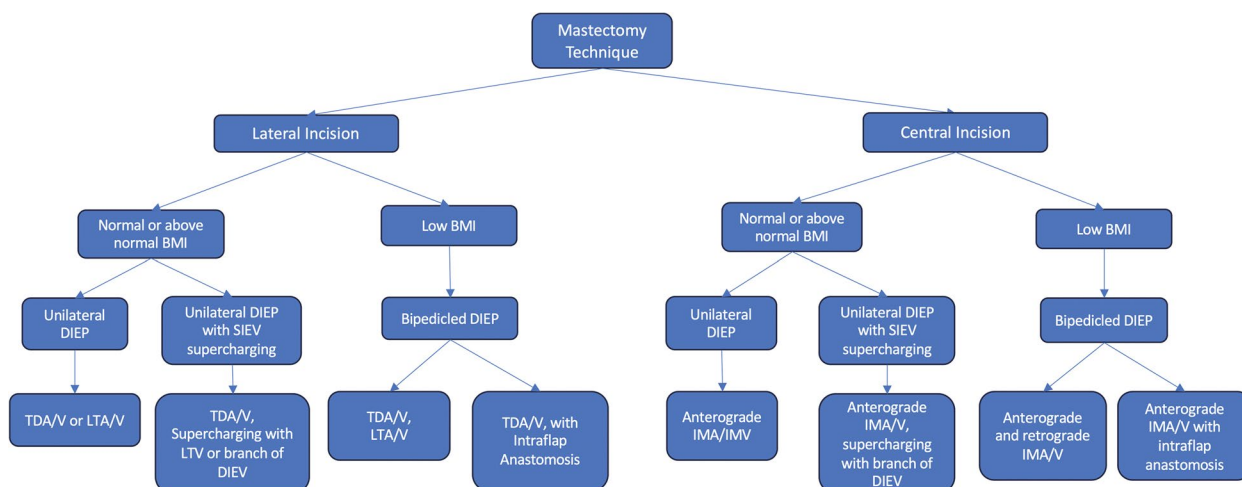 Mastectomy
Technique
Lateral Incision
Central Incision
Normal or above
normal BMI
Low BMI
Normal or above
normal BMI
Low BMI
Unilateral
DIEP
Unilateral DIEP
with SIEV
supercharging
Bipedicled DIEP
Unilateral
DIEP
Unilateral DIEP
with SIEV
supercharging
Bipedicled DIEP
TDA/V or LTA/V
TDA/V,
Supercharging with
LTV or branch of
DIEV
TDA/V,
LTA/V
TDA/V, with
Intraflap
Anastomosis
Anterograde
IMA/IMV
Anterograde
IMA/V,
supercharging
with branch of
DIEV
Anterograde
and retrograde
IMA/V
Anterograde
IMA/V with
intraflap
anastomosis